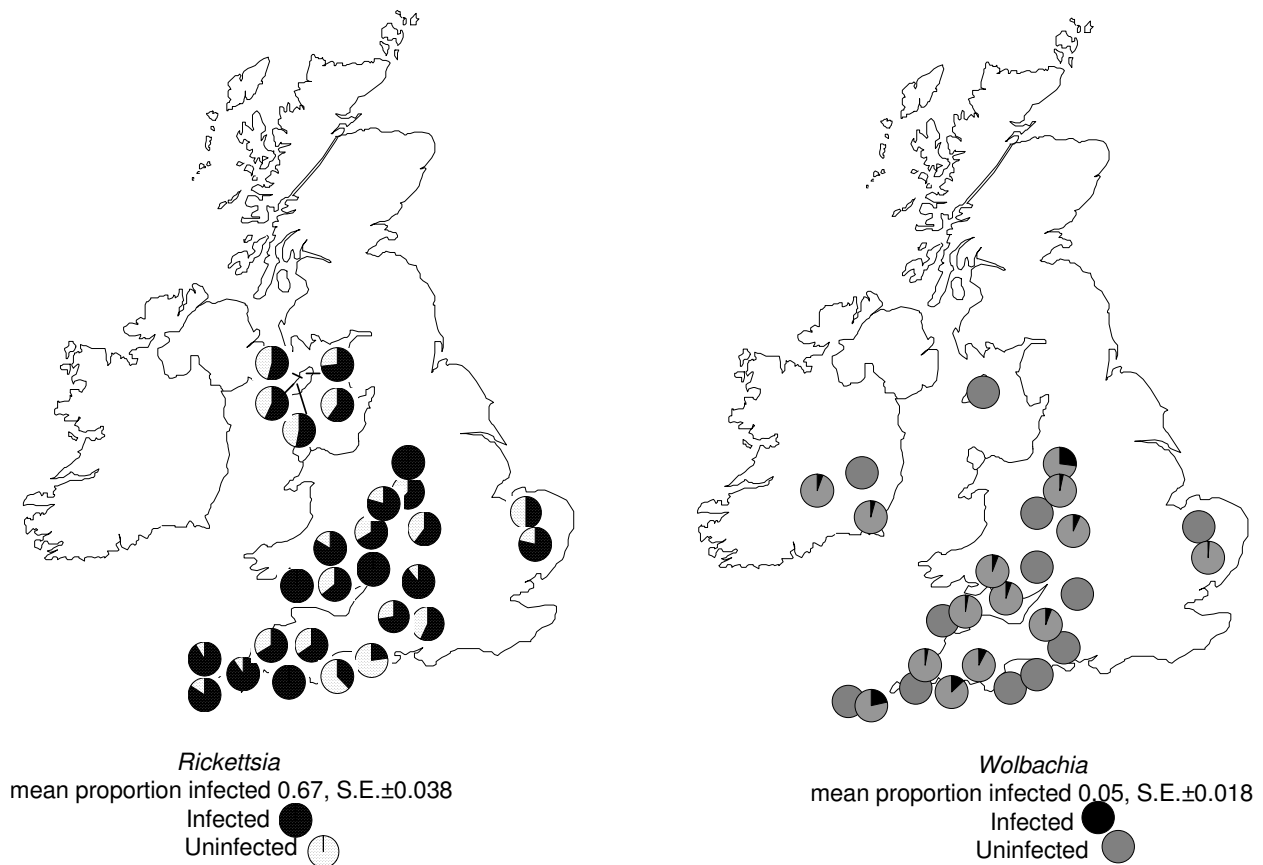 Rickettsia
mean proportion infected 0.67, S.E.±0.038
Infected
Uninfected
Wolbachia
mean proportion infected 0.05, S.E.±0.018
Infected
Uninfected